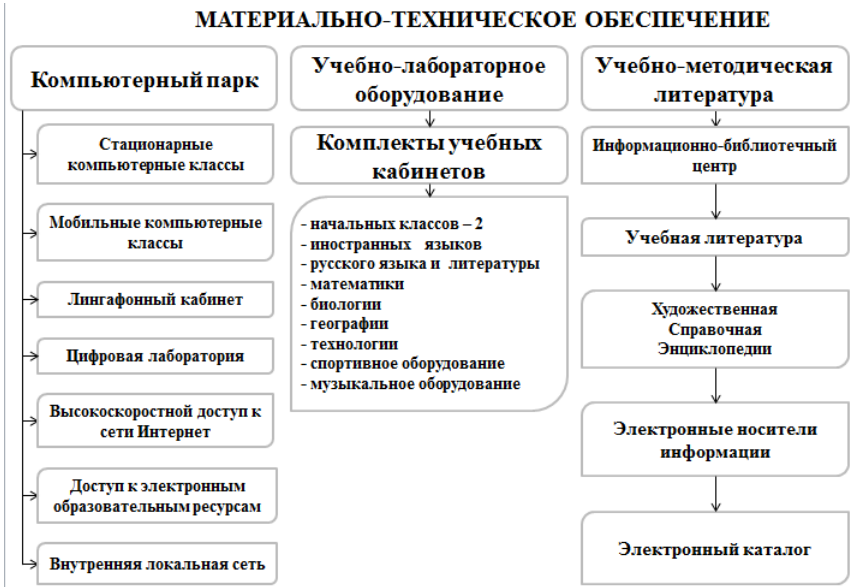 МАТЕРИАЛЬНО-ТЕХНИЧЕСКОЕ ОБЕСПЕЧЕНИЕ
Компьютерный парк
Стационарные
компьютерные классы
Мобильные компьютерные
классы
Лингафонный кабинет
Цифровая лаборатория
Высокоскоростной доступ к
сети Интернет
Доступ к электронным
образовательным ресурсам
Внутренняя локальная сеть
Учебно-лабораторное
оборудование
Комплекты учебных
кабинетов
- начальных классов – 2
- иностранных языков
- русского языка и литературы
- математики
- биологии
- географии
- технологии
- спортивное оборудование
- музыкальное оборудование
Учебно-методическая
литература
Информационно-библиотечный
центр
Учебная литература
Художественная
Справочная
Энциклопедии
Электронные носители
информации
Электронный каталог